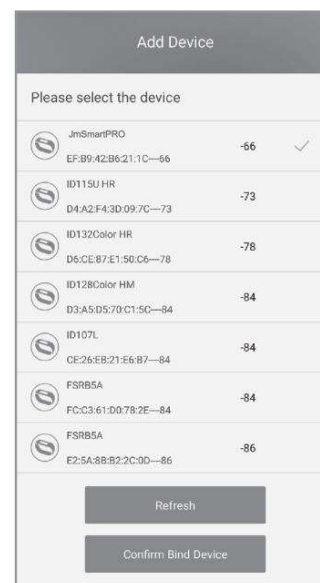 Add Device
Please select the device
JmSmartPRO
EF:B9:42:B6:21:1C----66
-66
ID115U HR
D4:A2:F4:3D:09:7C----73
-73
ID132Color HR
D6:CE:87:E1:50:C6----78
-78
ID128Color HM
D3:A5:D5:70:C1:5C----84
-84
ID107L
CE:26:EB:21:E6:B7----84
-84
FSRB5A
FC:C3:61:D0:78:2E----84
-84
FSRB5A
E2:5A:8B:B2:2C:0D----86
-86
Refresh
Confirm Bind Device